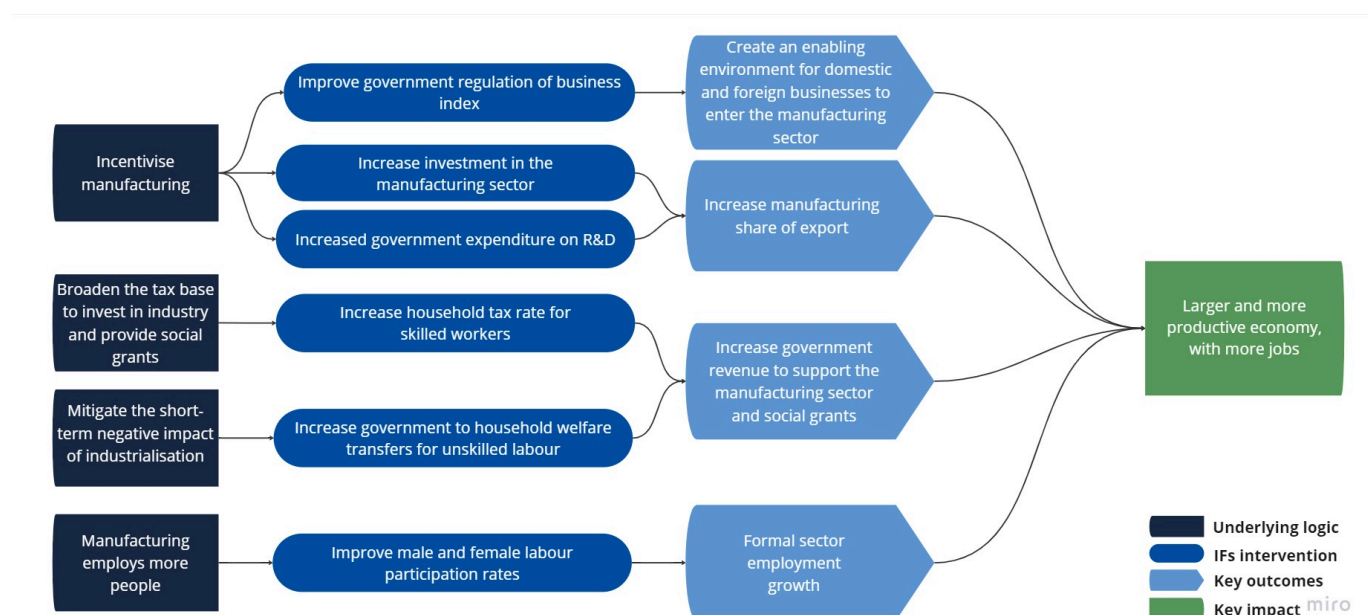 Incentivise
manufacturing
Broaden the tax base
to invest in industry
and provide social
grants
Mitigate the short-
term negative impact
of industrialisation
Manufacturing
employs more
people
Improve government regulation of business
index
Increase investment in the
manufacturing sector
Increased government expenditure on R&D
Increase household tax rate for
skilled workers
Increase government to household welfare
transfers for unskilled labour
Improve male and female labour
participation rates
Create an enabling
environment for domestic
and foreign businesses to
enter the manufacturing
sector
Increase manufacturing
share of export
Increase government
revenue to support the
manufacturing sector
and social grants
Formal sector
employment
growth
Larger and more
productive economy,
with more jobs
Underlying logic
IFs intervention
Key outcomes
Key impact
miro